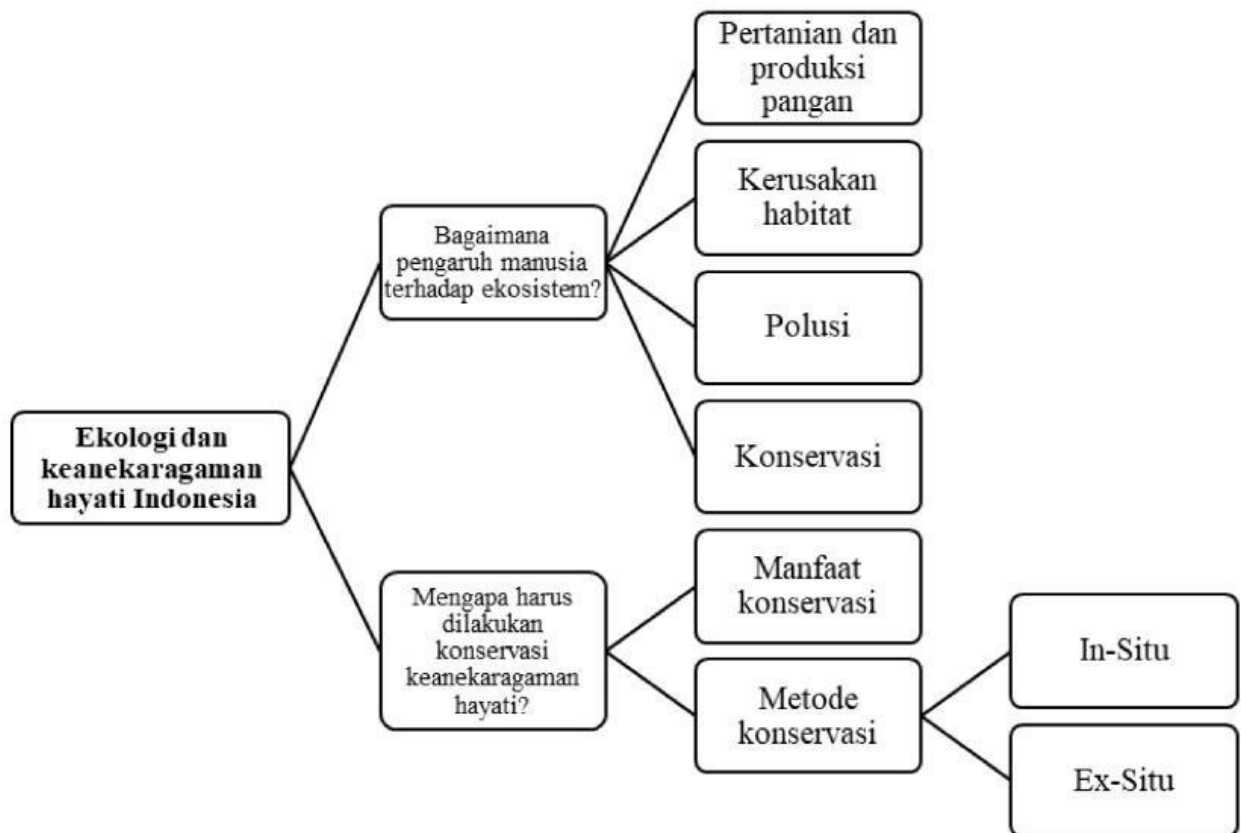 Ekologi dan
keanekaragaman
hayati Indonesia
Bagaimana
pengaruh manusia
terhadap ekosistem?
Pertanian dan
produksi
pangan
Kerusakan
habitat
Polusi
Konservasi
Mengapa harus
dilakukan
konservasi
keanekaragaman
hayati?
Manfaat
konservasi
Metode
konservasi
In-Situ
Ex-Situ